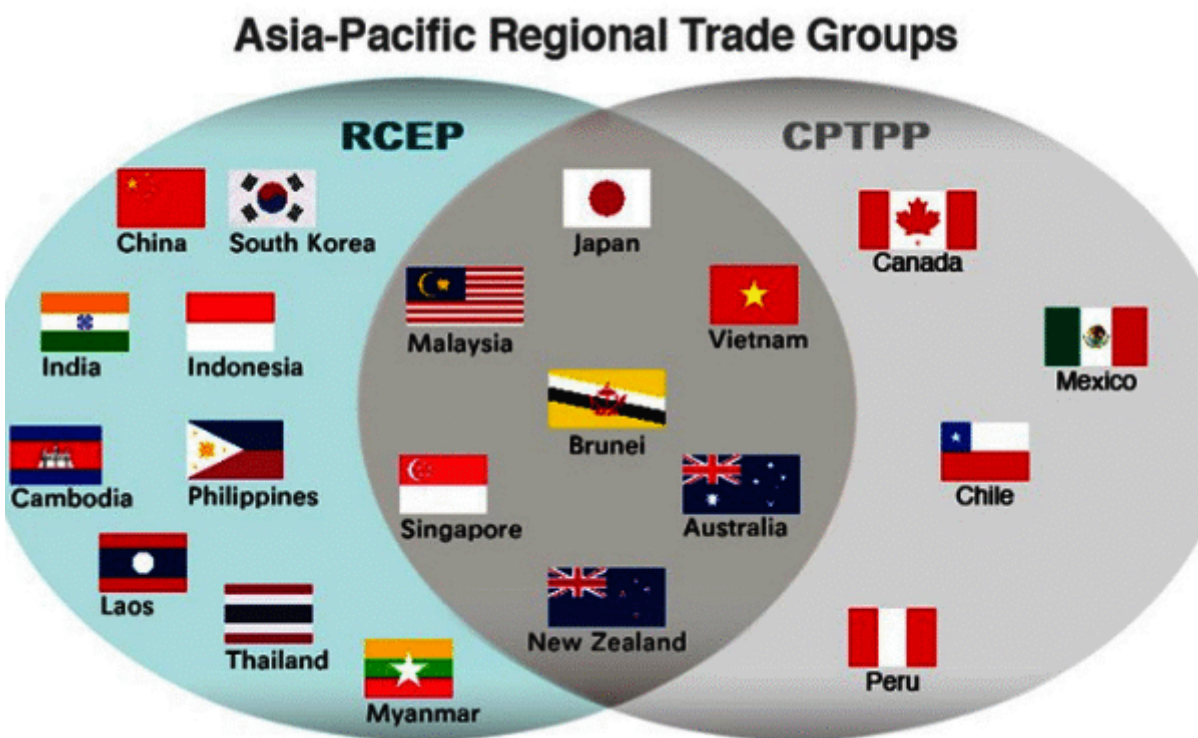 Asia-Pacific Regional Trade Groups
RCEP
CPTPP
China
South Korea
Japan
Canada
India
Indonesia
Malaysia
Vietnam
Mexico
Cambodia
Philippines
Brunei
Singapore
Australia
Chile
Laos
Thailand
New Zealand
Myanmar
Peru